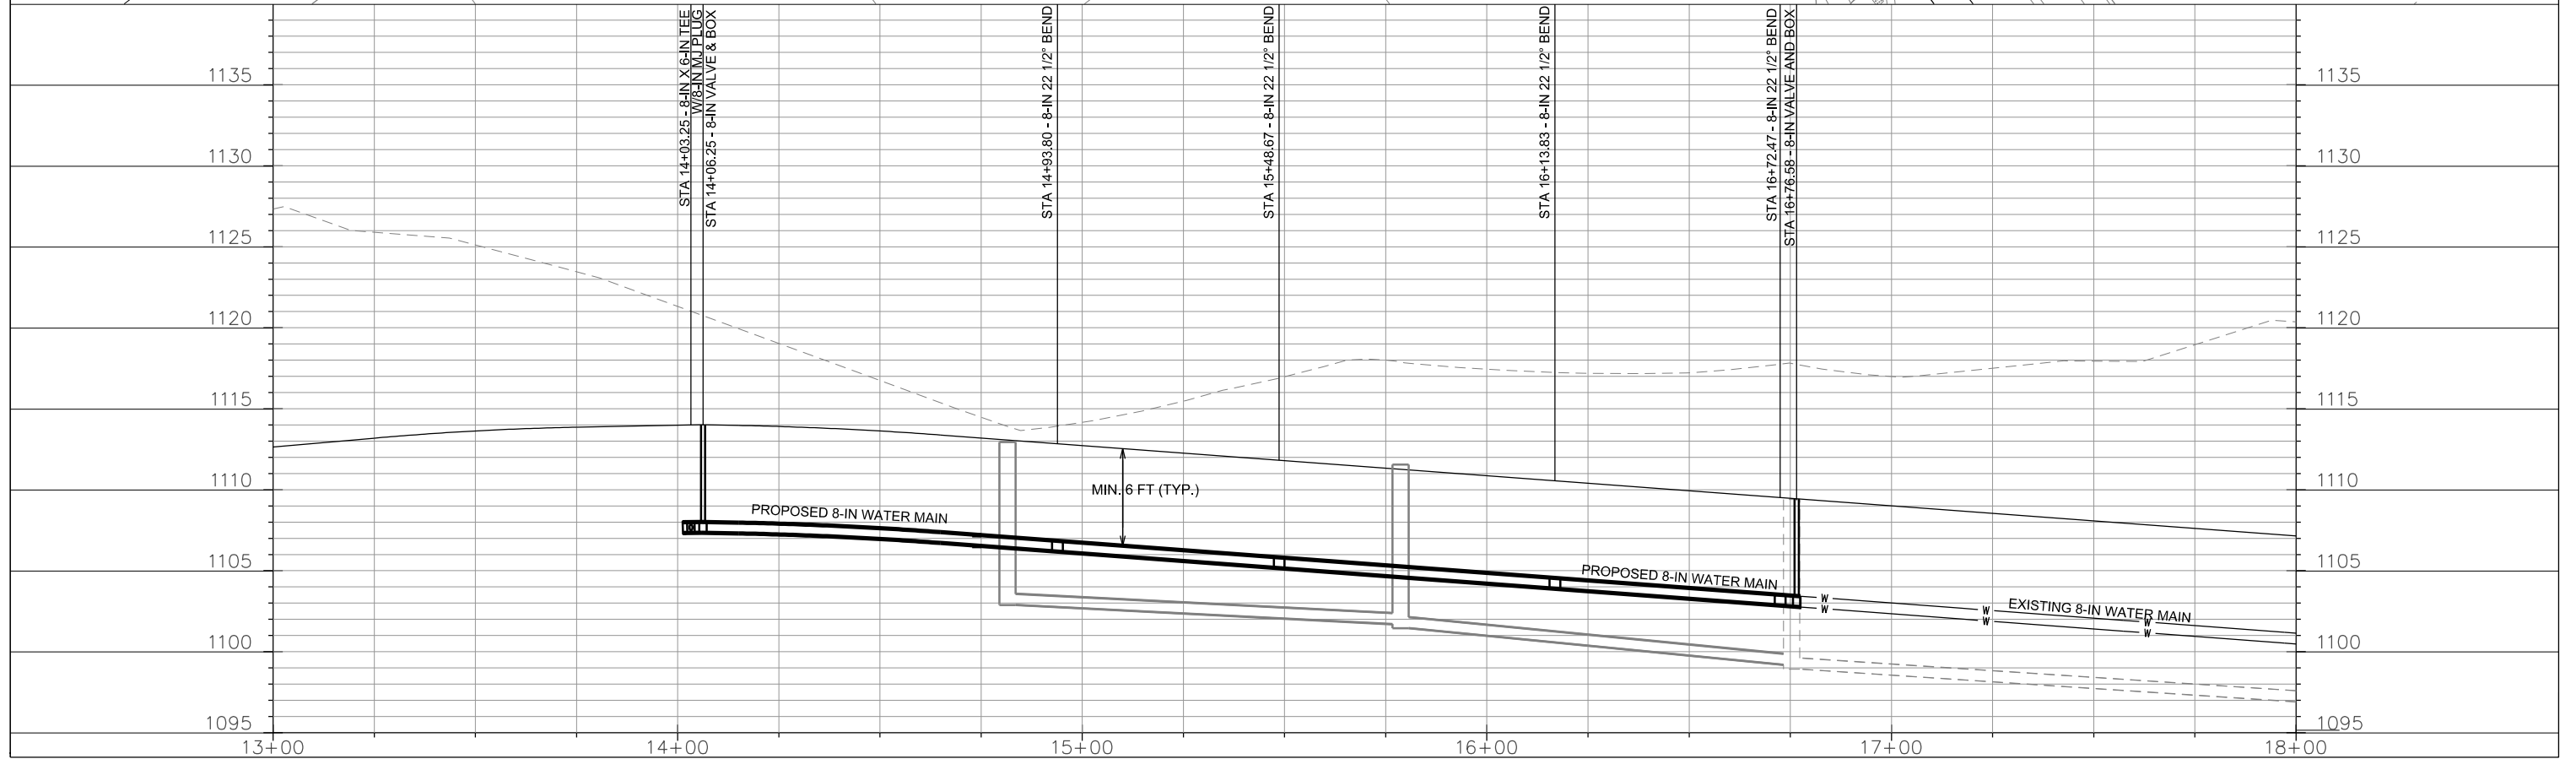 STA 14+03.25 - 8-IN X 6-IN TEE
W/8-IN MJ PLUG
STA 14+06.25 - 8-IN VALVE & BOX
STA 14+93.80 - 8-IN 22 1/2° BEND
STA 15+48.67 - 8-IN 22 1/2° BEND
STA 16+13.83 - 8-IN 22 1/2° BEND
STA 16+72.47 - 8-IN 22 1/2° BEND
STA 16+76.58 - 8-IN VALVE AND BOX
1135 1135
1130 1130
1125 1125
1120 1120
1115 1115
1110 1110
MIN. 6 FT (TYP.)
PROPOSED 8-IN WATER MAIN
1105 1105
PROPOSED 8-IN WATER MAIN
W W W
W W W
EXISTING 8-IN WATER MAIN
1100 1100
1095 1095
13+00 14+00 15+00 16+00 17+00 18+00